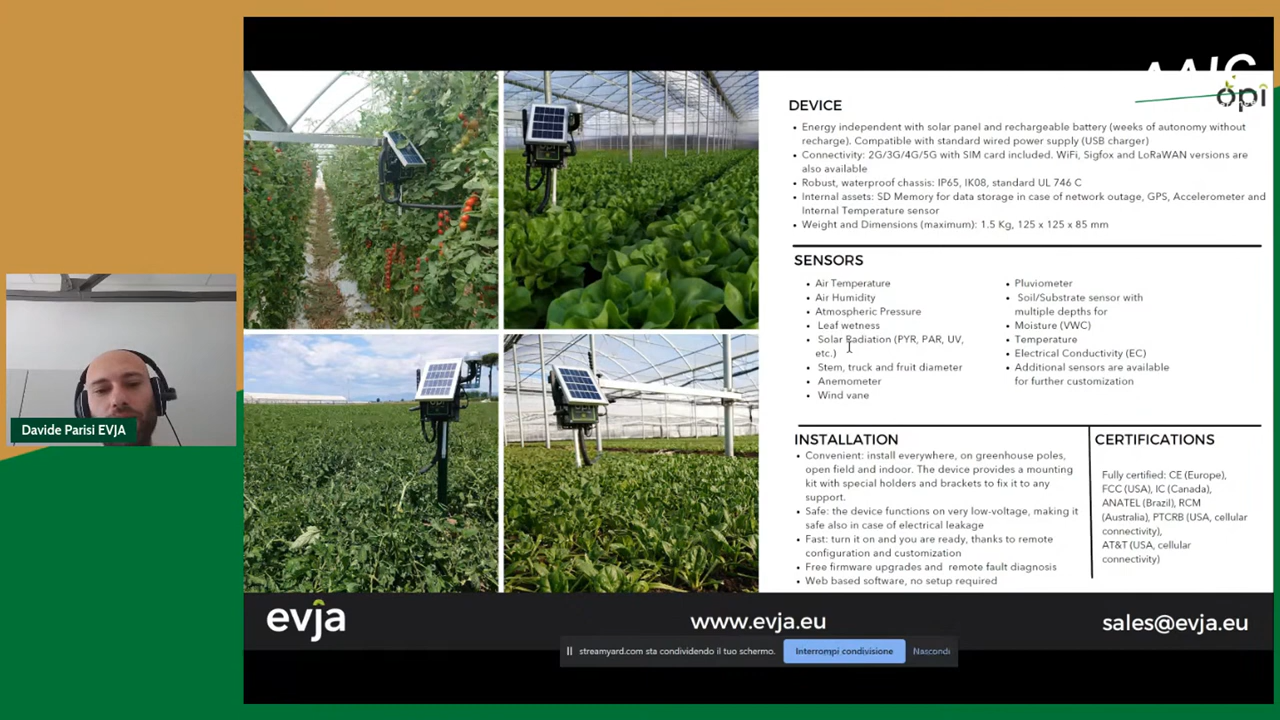 öpi
DEVICE
• Energy independent with solar panel and rechargeable battery (weeks of autonomy without
recharge). Compatible with standard wired power supply (USB charger)
• Connectivity: 2G/3G/4G/5G with SIM card included. WiFi, Sigfox and LoRaWAN versions are
also available
• Robust, waterproof chassis: IP65, IK08, standard UL 746 C
• Internal assets: SD Memory for data storage in case of network outage, GPS, Accelerometer and
Internal Temperature sensor
• Weight and Dimensions (maximum): 1.5 Kg, 125 x 125 x 85 mm
SENSORS
• Air Temperature
• Air Humidity
• Atmospheric Pressure
• Leaf wetness
• Solar Radiation (PYR, PAR, UV,
etc.)
• Stem, truck and fruit diameter
• Anemometer
• Wind vane
• Pluviometer
• Soil/Substrate sensor with
multiple depths for
• Moisture (VWC)
• Temperature
• Electrical Conductivity (EC)
• Additional sensors are available
for further customization
INSTALLATION
• Convenient: install everywhere, on greenhouse poles,
open field and indoor. The device provides a mounting
kit with special holders and brackets to fix it to any
support.
• Safe: the device functions on very low-voltage, making it
safe also in case of electrical leakage
• Fast: turn it on and you are ready, thanks to remote
configuration and customization
• Free firmware upgrades and remote fault diagnosis
• Web based software, no setup required
CERTIFICATIONS
Fully certified: CE (Europe),
FCC (USA), IC (Canada),
ANATEL (Brazil), RCM
(Australia), PTCRB (USA, cellular
connectivity),
AT&T (USA, cellular
connectivity)
Davide Parisi EVJA
evja
www.evja.eu
sales@evja.eu
streamyard.com sta condividendo il tuo schermo.
Interrompi condivisione
Nascondi